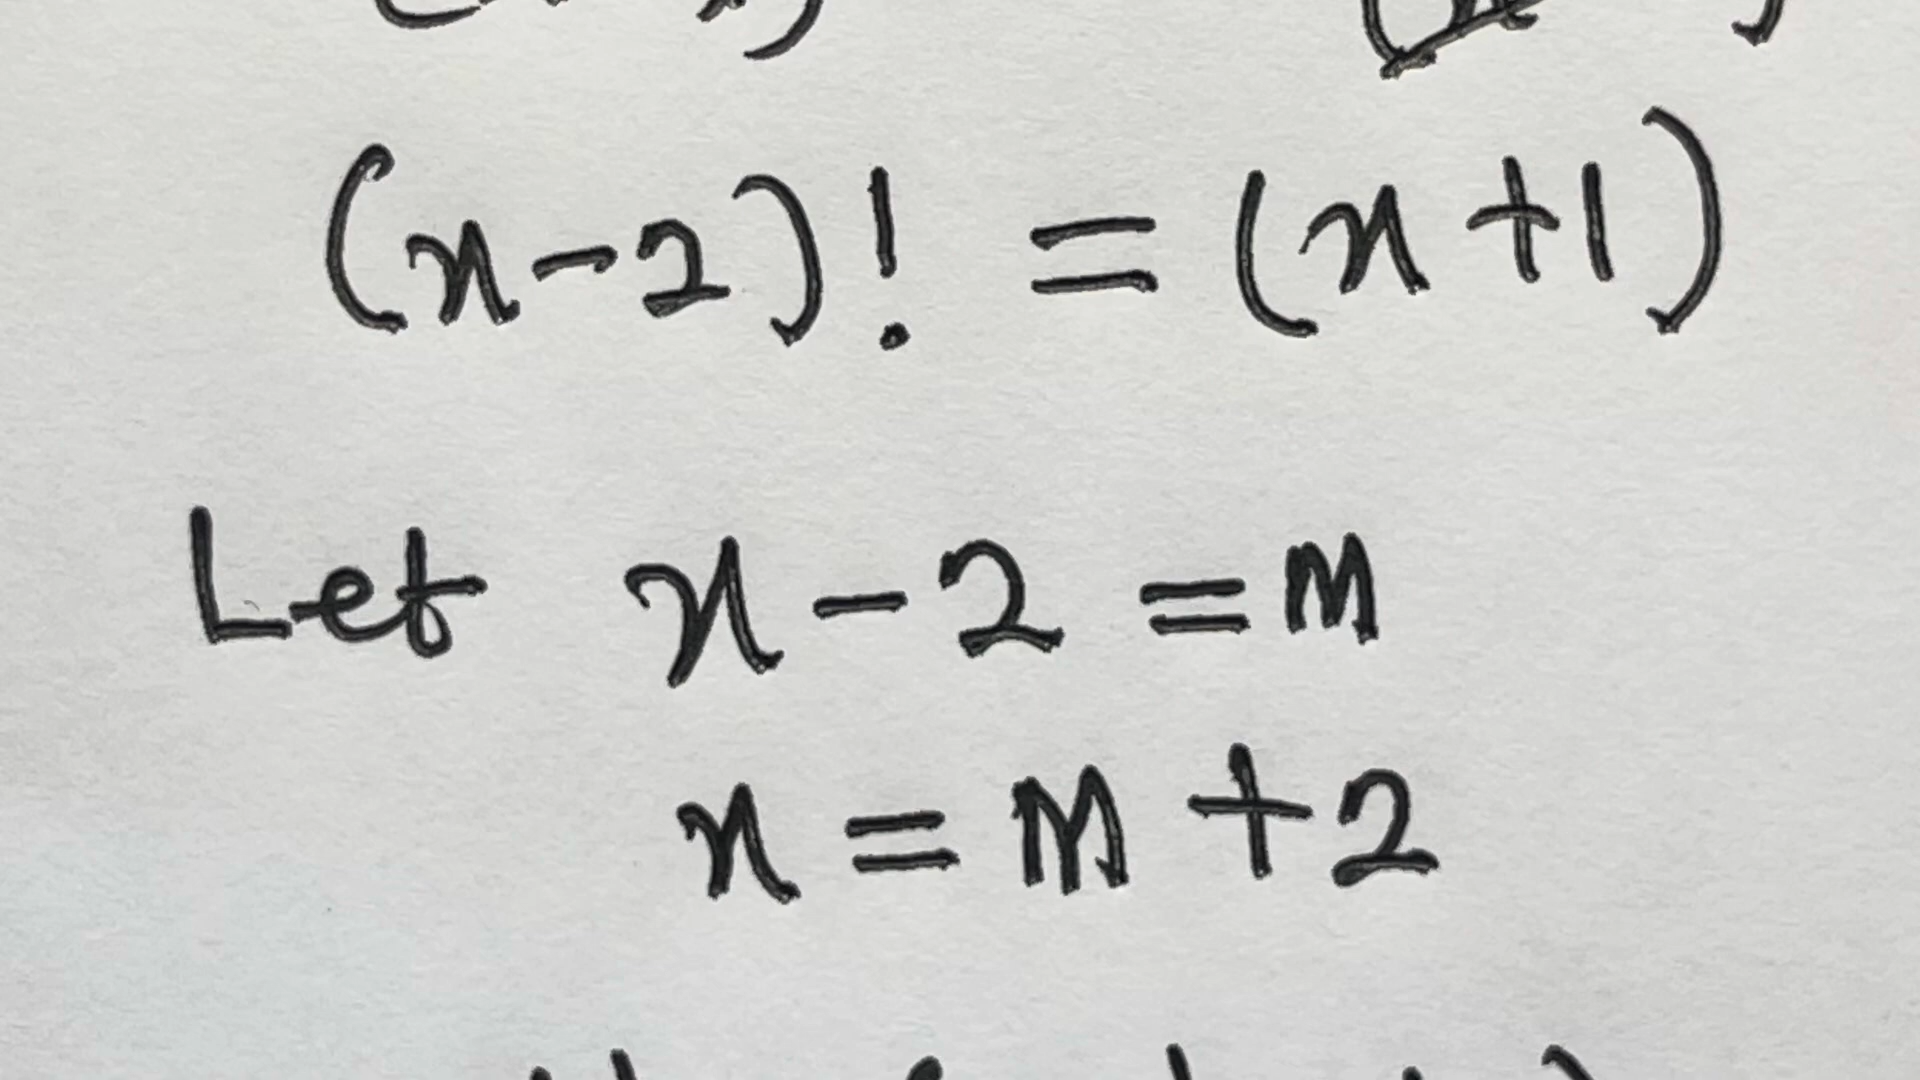 (x-2)! = (x+1)
Let x-2 = m
x = m + 2